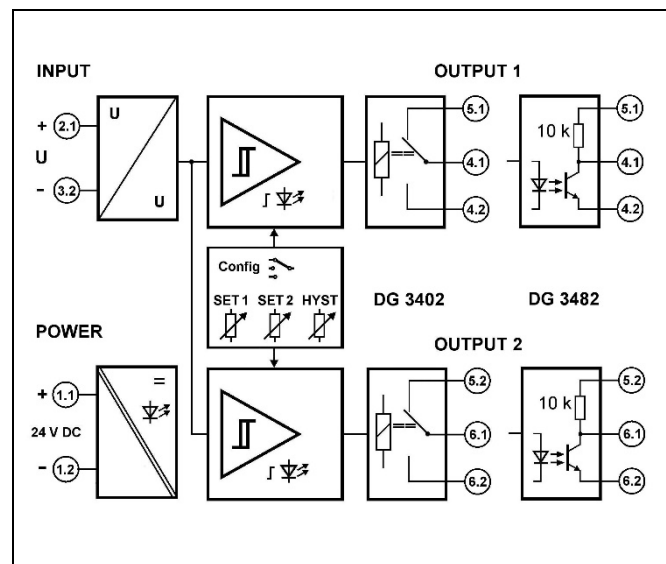 INPUT
OUTPUT 1
+ 2.1
U
- 3.2
U
U
5.1
4.1
4.2
10 k
5.1
4.1
4.2
Config
SET 1 SET 2 HYST
DG 3402
DG 3482
POWER
OUTPUT 2
+ 1.1
24 V DC
- 1.2
=
5.2
6.1
6.2
10 k
5.2
6.1
6.2